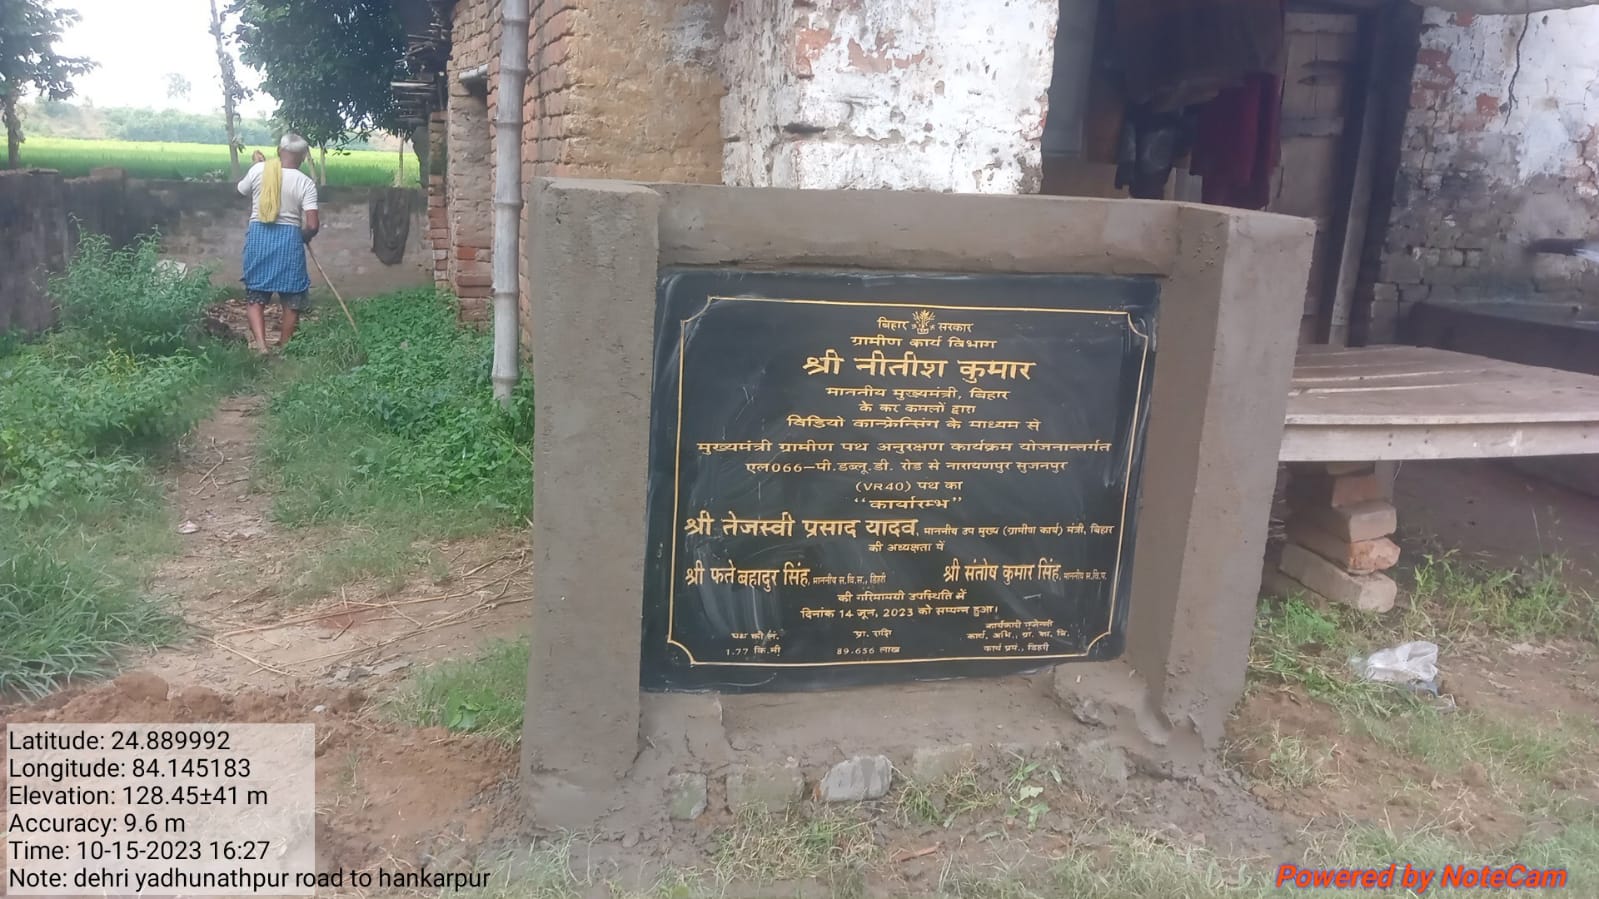 बिहार सरकार
ग्रामीण कार्य विभाग
श्री नीतीश कुमार
माननीय मुख्यमंत्री, बिहार
के कर कमलों द्वारा
विडियो कान्फ्रेन्सिंग के माध्यम से
मुख्यमंत्री ग्रामीण पथ अनुरक्षण कार्यक्रम योजनान्तर्गत
एल066–पी.डब्लू.डी. रोड से नारायणपुर सुजनपुर
(VR40) पथ का
“कार्यारम्भ”
श्री तेजस्वी प्रसाद यादव, माननीय उप मुख्य (ग्रामीण कार्य) मंत्री, बिहार
की अध्यक्षता में
श्री फते बहादुर सिंह, माननीय स.वि.स., डिहरी श्री संतोष कुमार सिंह, माननीय स.वि.प.
की गरिमामयी उपस्थिति में
दिनांक 14 जून, 2023 को सम्पन्न हुआ।
पथ की लं. प्रा. राशि कार्यकारी एजेन्सी
1.77 कि.मी 89.656 लाख कार्य. अभि., ग्रा. का. वि.
कार्य प्रमं., डिहरी
Latitude: 24.889992
Longitude: 84.145183
Elevation: 128.45±41 m
Accuracy: 9.6 m
Time: 10-15-2023 16:27
Note: dehri yadhunathpur road to hankarpur
Powered by NoteCam